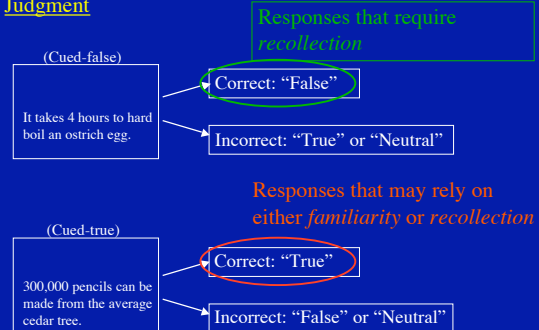 Judgment
Responses that require
recollection
(Cued-false)
It takes 4 hours to hard
boil an ostrich egg.
Correct: “False”
Incorrect: “True” or “Neutral”
Responses that may rely on
either familiarity or recollection
(Cued-true)
300,000 pencils can be
made from the average
cedar tree.
Correct: “True”
Incorrect: “False” or “Neutral”